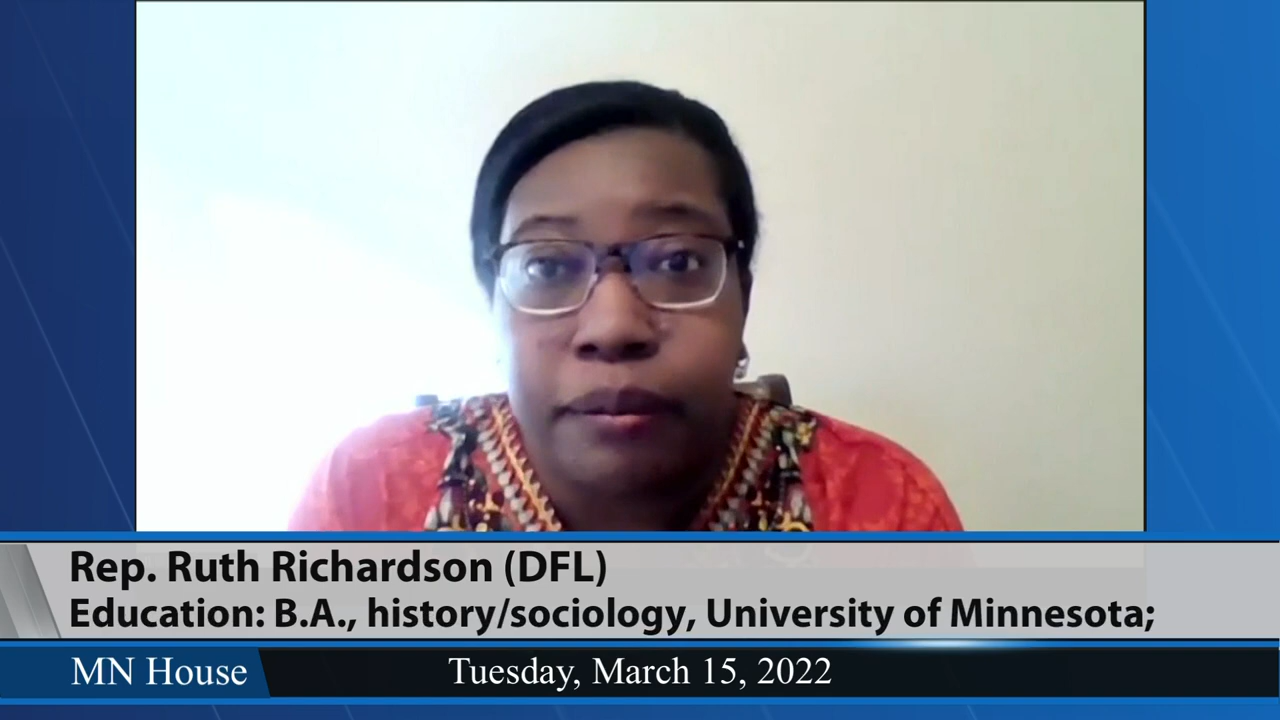 Rep. Ruth Richardson (DFL)
Education: B.A., history/sociology, University of Minnesota;
MN House
Tuesday, March 15, 2022